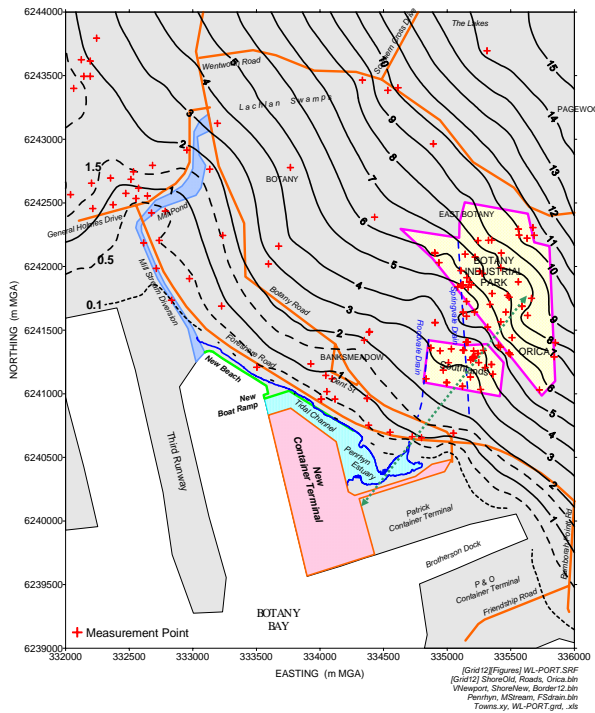 6244000
6243500
6243000
6242500
6242000
6241500
6241000
6240500
6240000
6239500
6239000
NORTHING (m MGA)
332000
332500
333000
333500
334000
334500
335000
335500
336000
EASTING (m MGA)
The Lakes
Southern Cross Drive
Wentworth Road
Lachlan Swamps
PAGEWOO
BOTANY
EAST BOTANY
General Holmes Drive
Mill Pond
Mill Stream Diversion
BOTANY
INDUSTRIAL
PARK
Springvale Drain
Floodvale Drain
Botany Road
Foreshore Road
BANKSMEADOW
ORICA
Southlands
New Beach
New
Boat Ramp
Tidal Channel
Penrhyn
Estuary
Third Runway
New
Container Terminal
Patrick
Container Terminal
Brotherson Dock
P & O
Container Terminal
Friendship Road
BOTANY
BAY
Measurement Point
1.5
1
0.5
0.1
2
3
4
5
6
7
8
9
10
11
12
13
14
15
[Grid12][Figures] WL-PORT.SRF
[Grid12] ShoreOld, Roads, Orica.bln
VNewport, ShoreNew, Border12.bln
Penrhyn, MStream, FSdrain.bln
Towns.xy, WL-PORT.grd, .xls